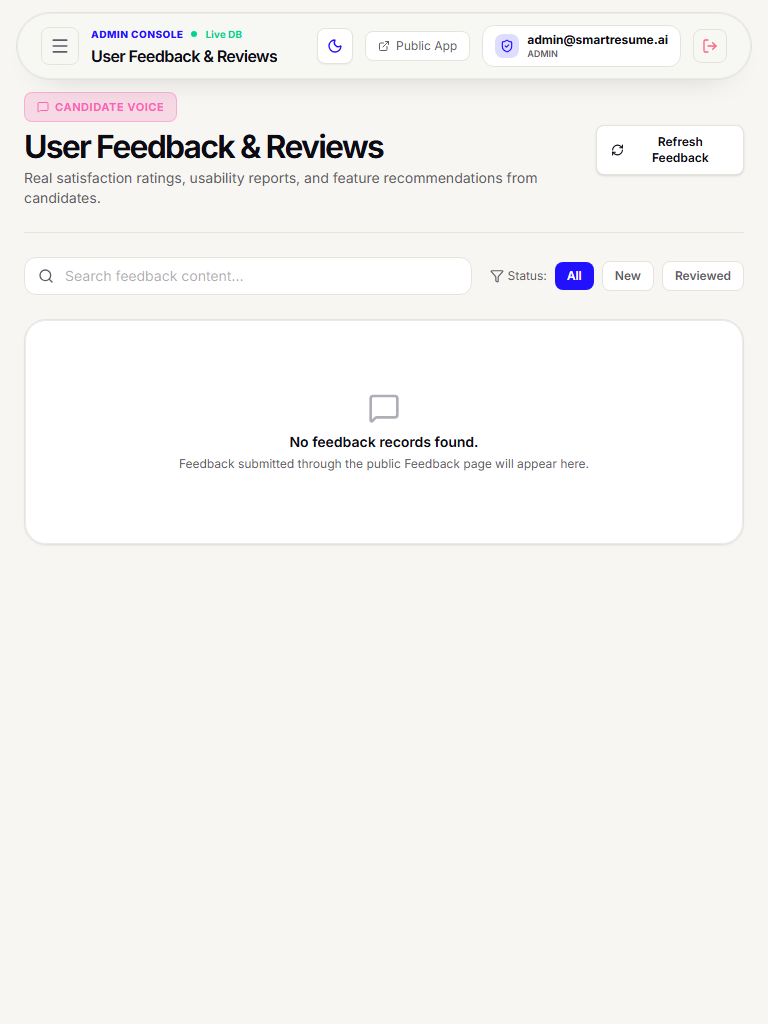 ADMIN CONSOLE Live DB
User Feedback & Reviews
Public App
admin@smartresume.ai
ADMIN
CANDIDATE VOICE
User Feedback & Reviews
Real satisfaction ratings, usability reports, and feature recommendations from
candidates.
Refresh
Feedback
Search feedback content...
Status: All New Reviewed
No feedback records found.
Feedback submitted through the public Feedback page will appear here.